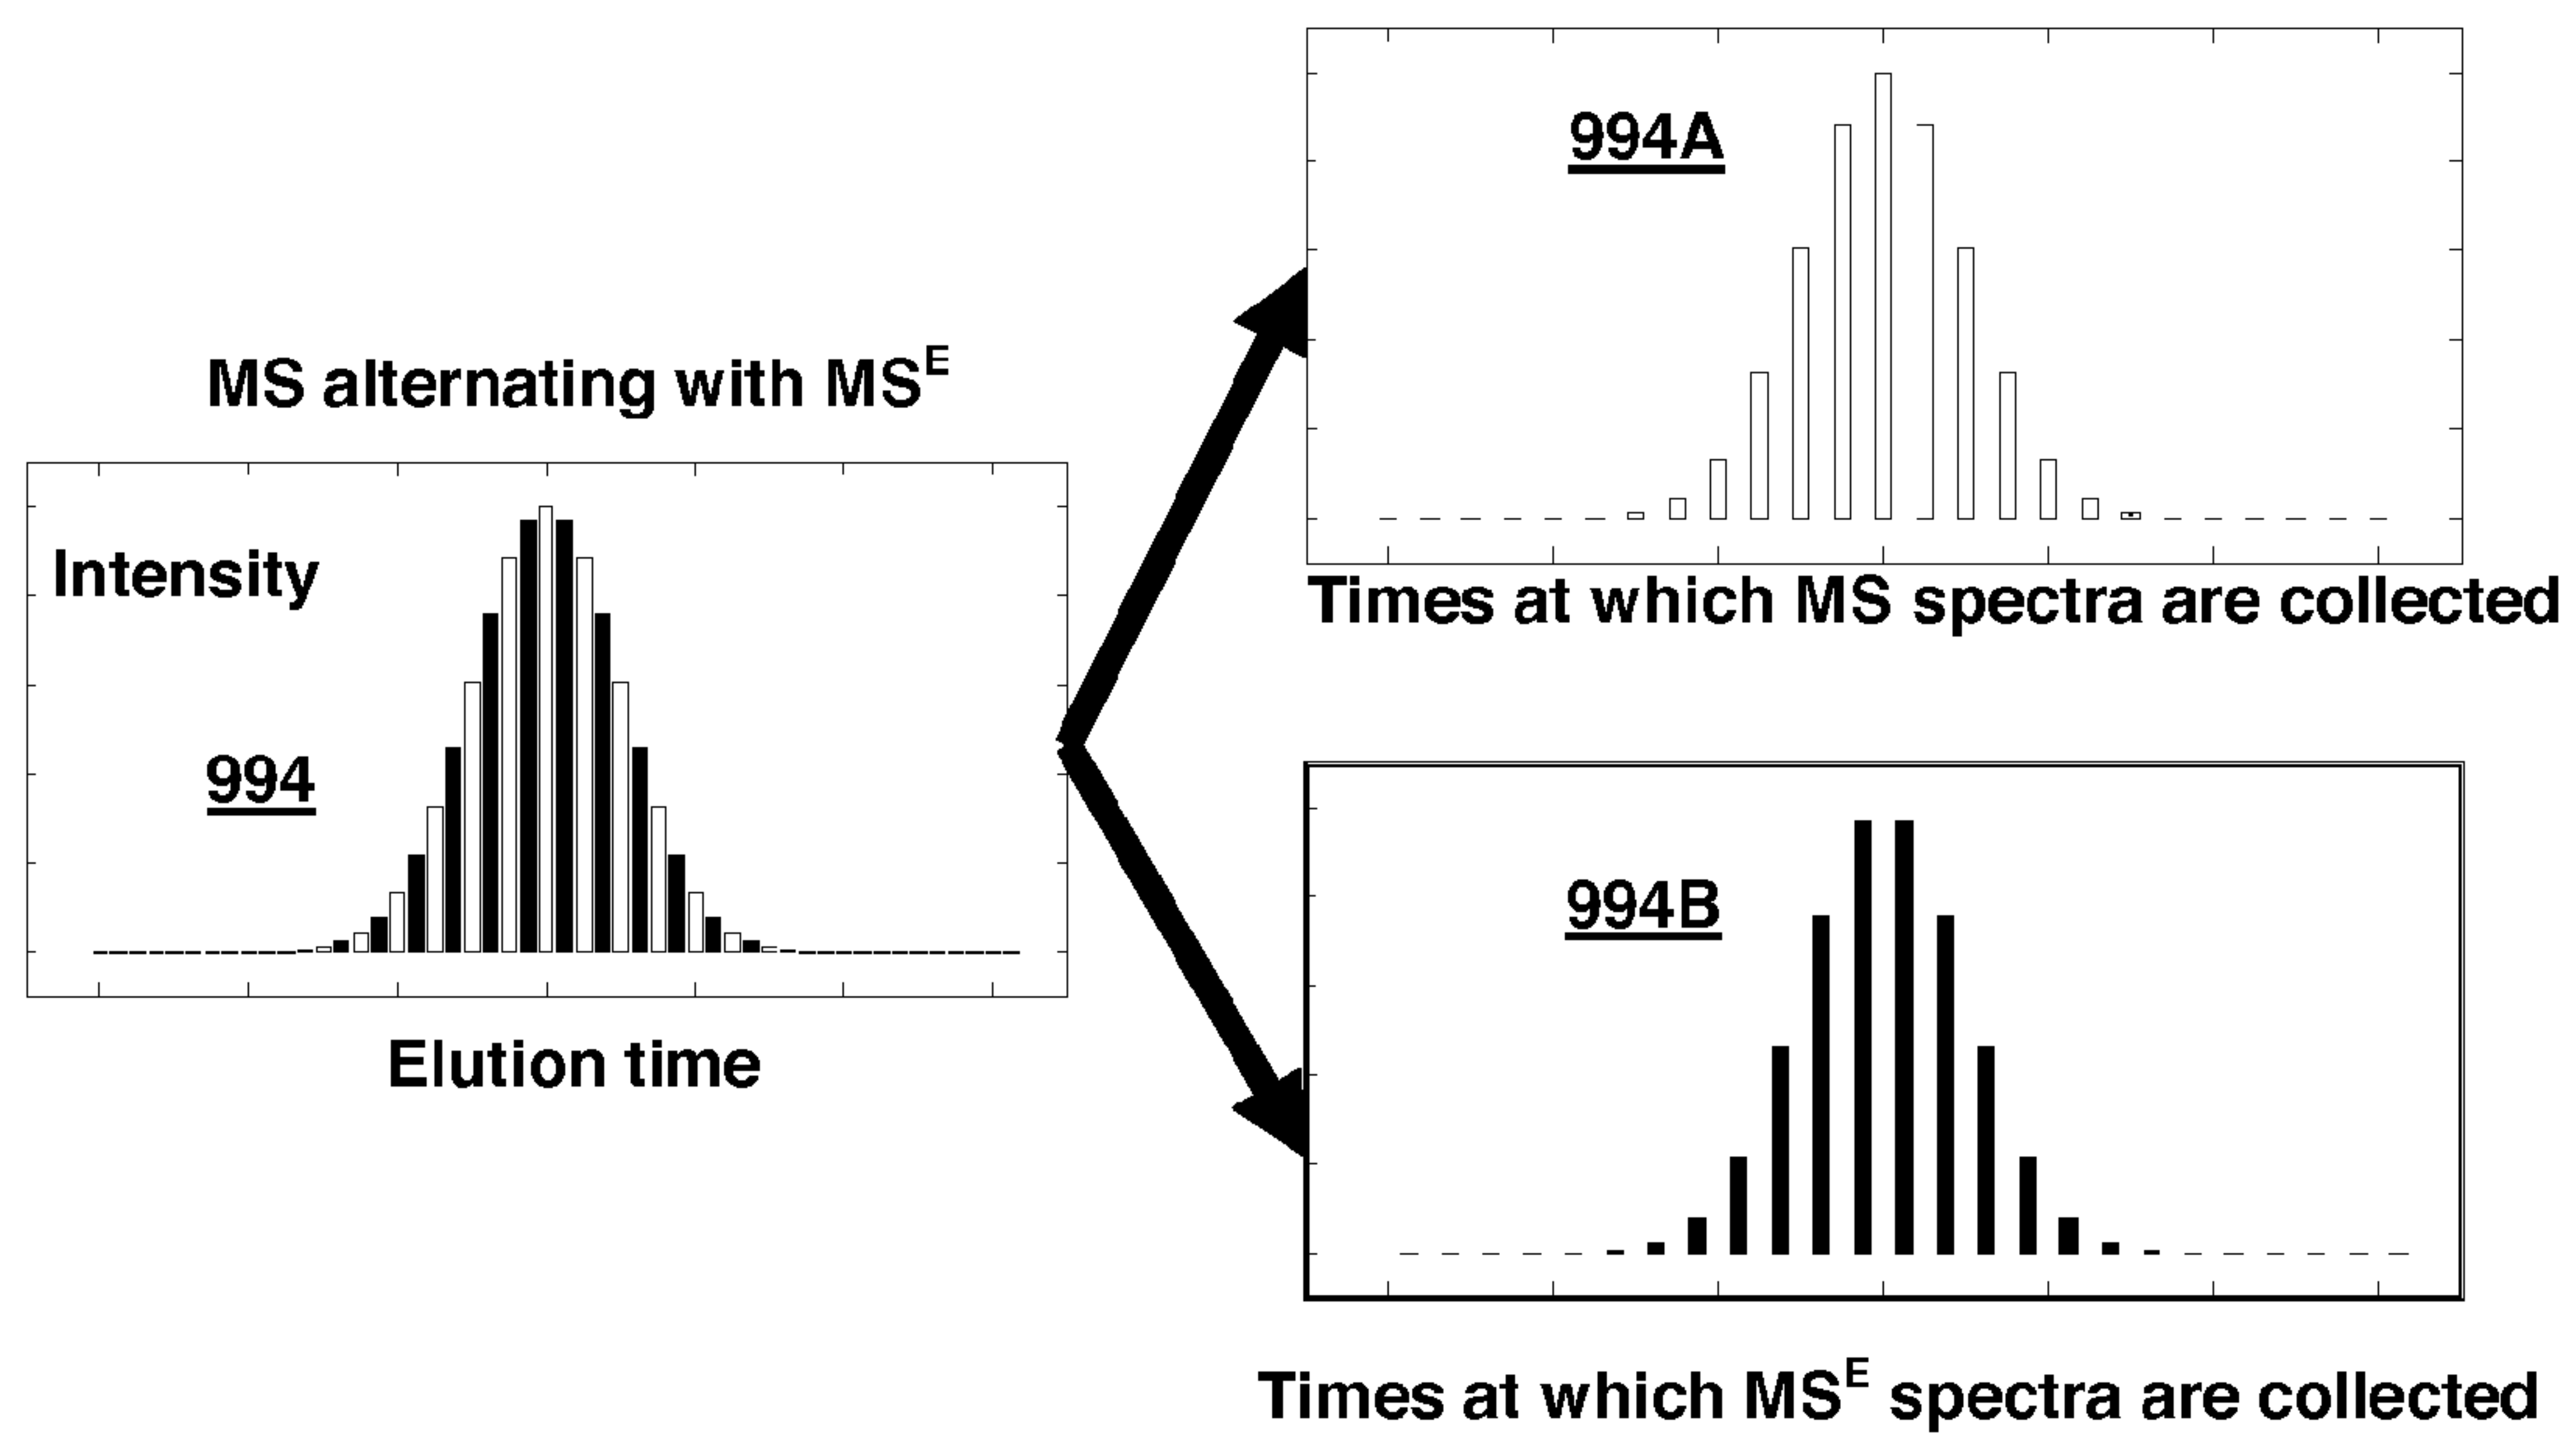 MS alternating with MS^E
Intensity
994
Elution time
994A
Times at which MS spectra are collected
994B
Times at which MS^E spectra are collected